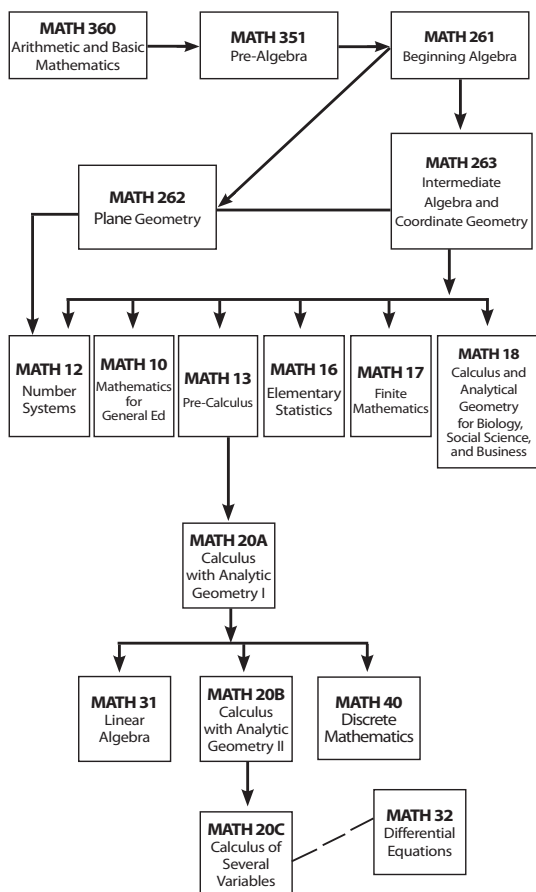 MATH 360
Arithmetic and Basic
Mathematics
MATH 351
Pre-Algebra
MATH 261
Beginning Algebra
MATH 262
Plane Geometry
MATH 263
Intermediate
Algebra and
Coordinate Geometry
MATH 12
Number
Systems
MATH 10
Mathematics
for
General Ed
MATH 13
Pre-Calculus
MATH 16
Elementary
Statistics
MATH 17
Finite
Mathematics
MATH 18
Calculus and
Analytical
Geometry
for Biology,
Social Science,
and Business
MATH 20A
Calculus
with Analytic
Geometry I
MATH 31
Linear
Algebra
MATH 20B
Calculus
with Analytic
Geometry II
MATH 40
Discrete
Mathematics
MATH 20C
Calculus of
Several
Variables
MATH 32
Differential
Equations